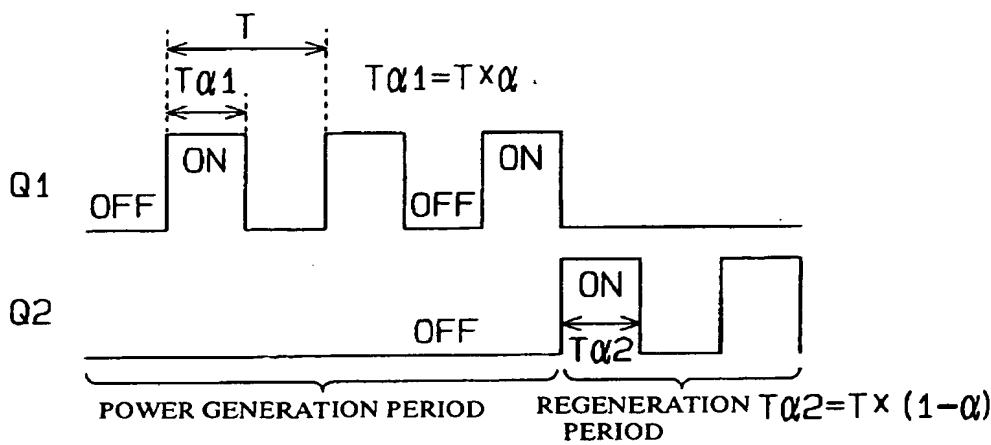 T
Tα1
Tα1=T×α
Q1
OFF
ON
OFF
ON
Q2
OFF
ON
Tα2
POWER GENERATION PERIOD
REGENERATION PERIOD
Tα2=T×(1-α)